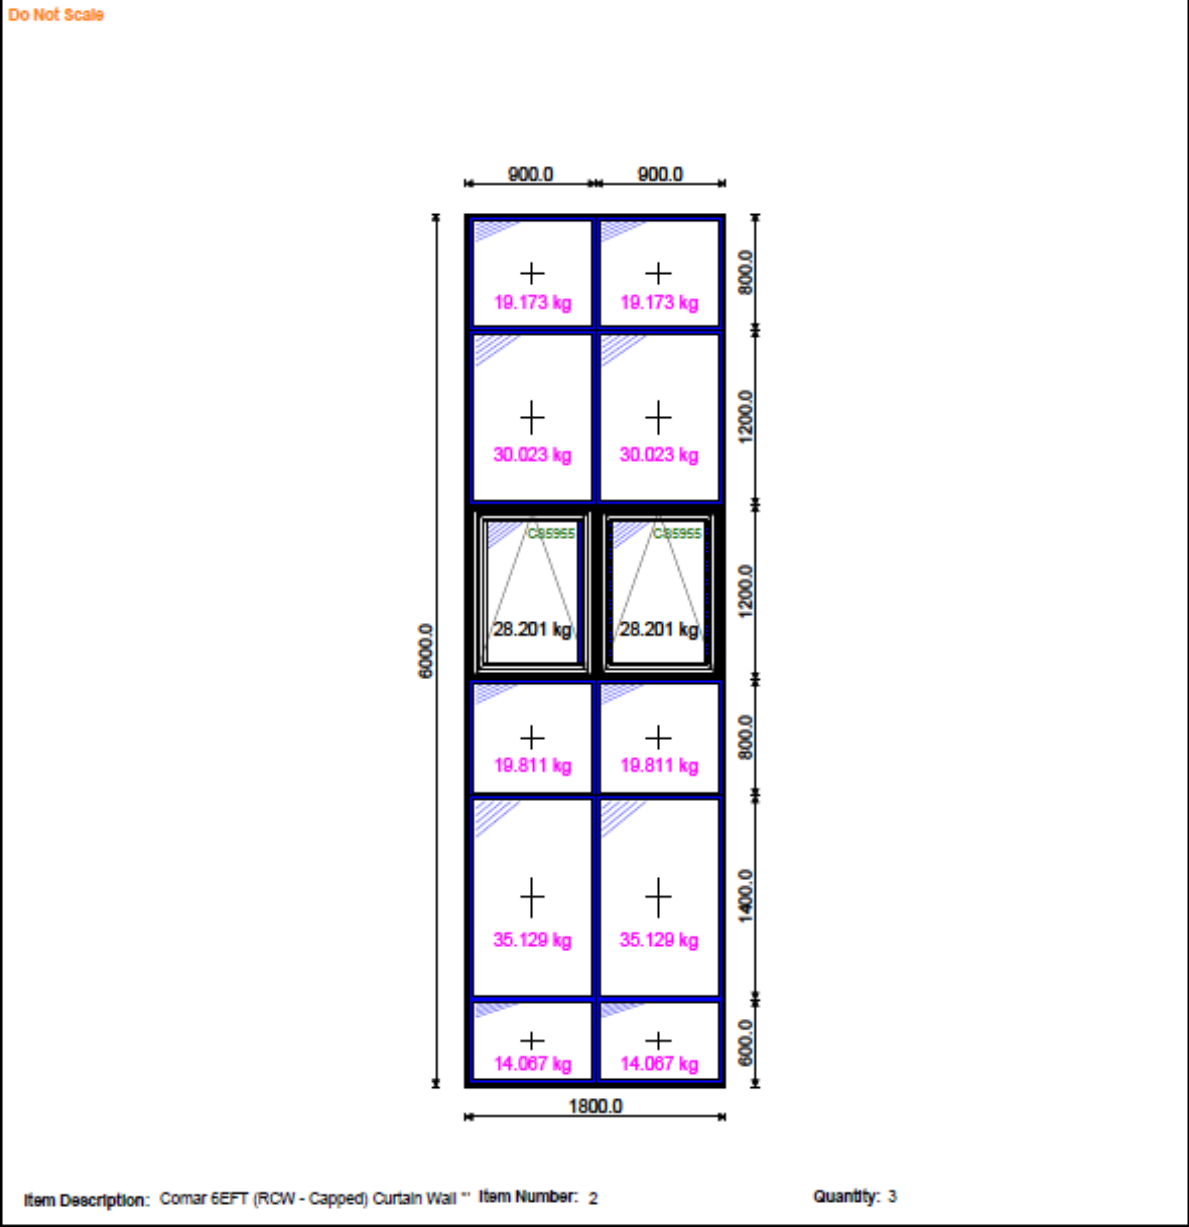 Do Not Scale
900.0 900.0
800.0
19.173 kg 19.173 kg
1200.0
30.023 kg 30.023 kg
C85955 C85955
1200.0
28.201 kg 28.201 kg
6000.0
800.0
19.811 kg 19.811 kg
1400.0
35.129 kg 35.129 kg
600.0
14.067 kg 14.067 kg
1800.0
Item Description: Comar 6EFT (RCW - Capped) Curtain Wall "' Item Number: 2 Quantity: 3